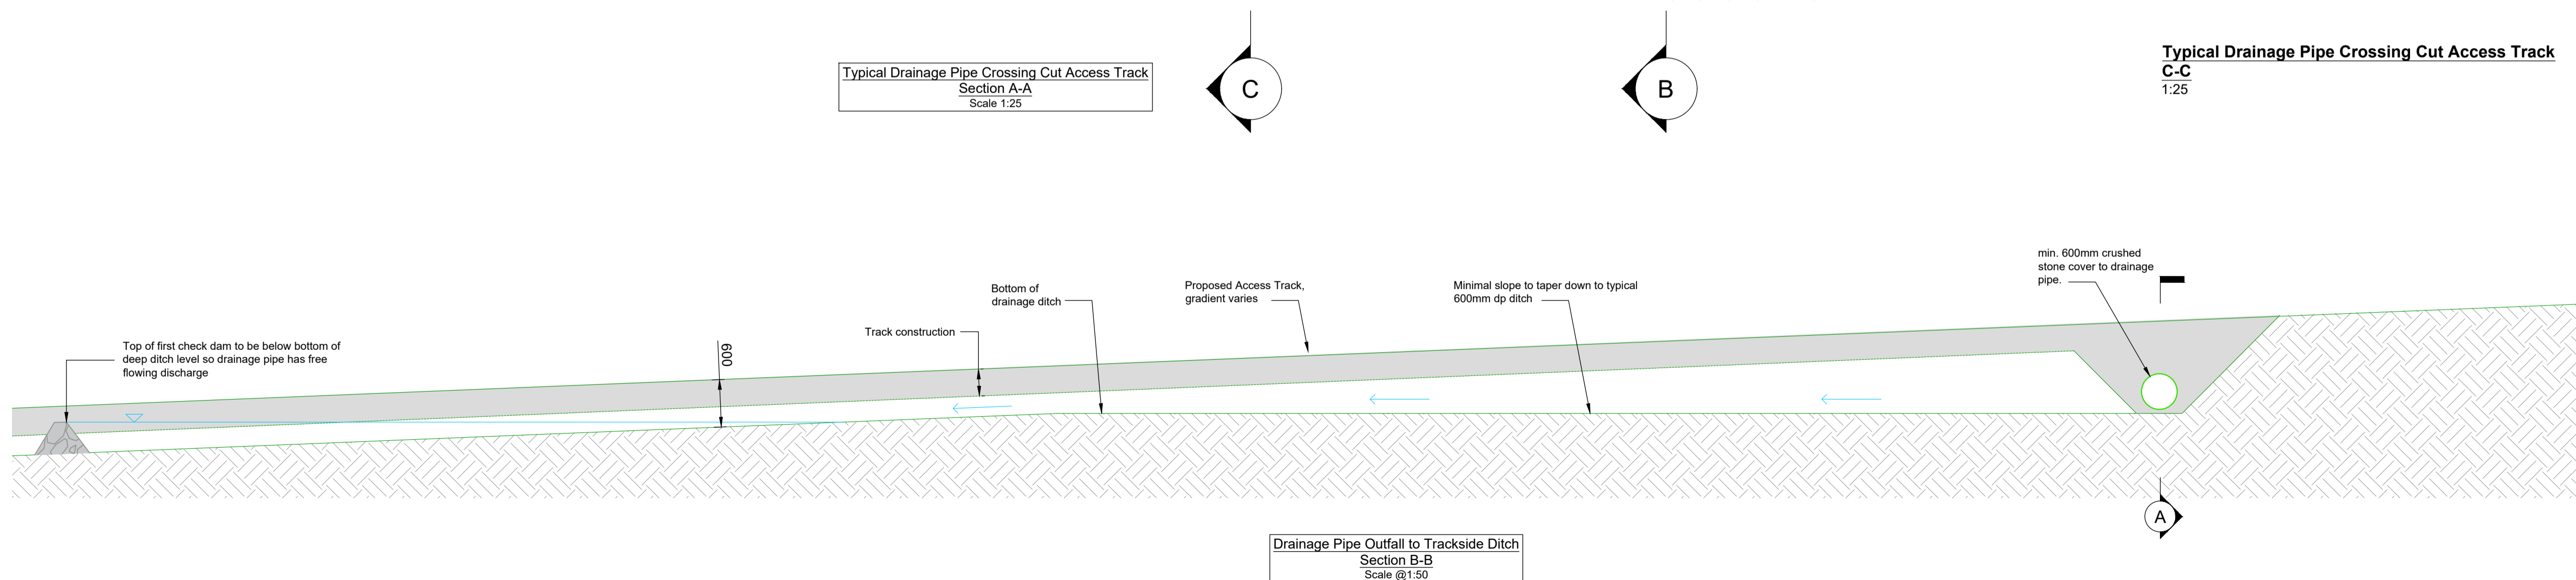 Typical Drainage Pipe Crossing Cut Access Track
Section A-A
Scale 1:25
C
B
Typical Drainage Pipe Crossing Cut Access Track
C-C
1:25
min. 600mm crushed
stone cover to drainage
pipe.
Bottom of
drainage ditch
Proposed Access Track,
gradient varies
Minimal slope to taper down to typical
600mm dp ditch
Track construction
Top of first check dam to be below bottom of
deep ditch level so drainage pipe has free
flowing discharge
600
A
Drainage Pipe Outfall to Trackside Ditch
Section B-B
Scale @1:50